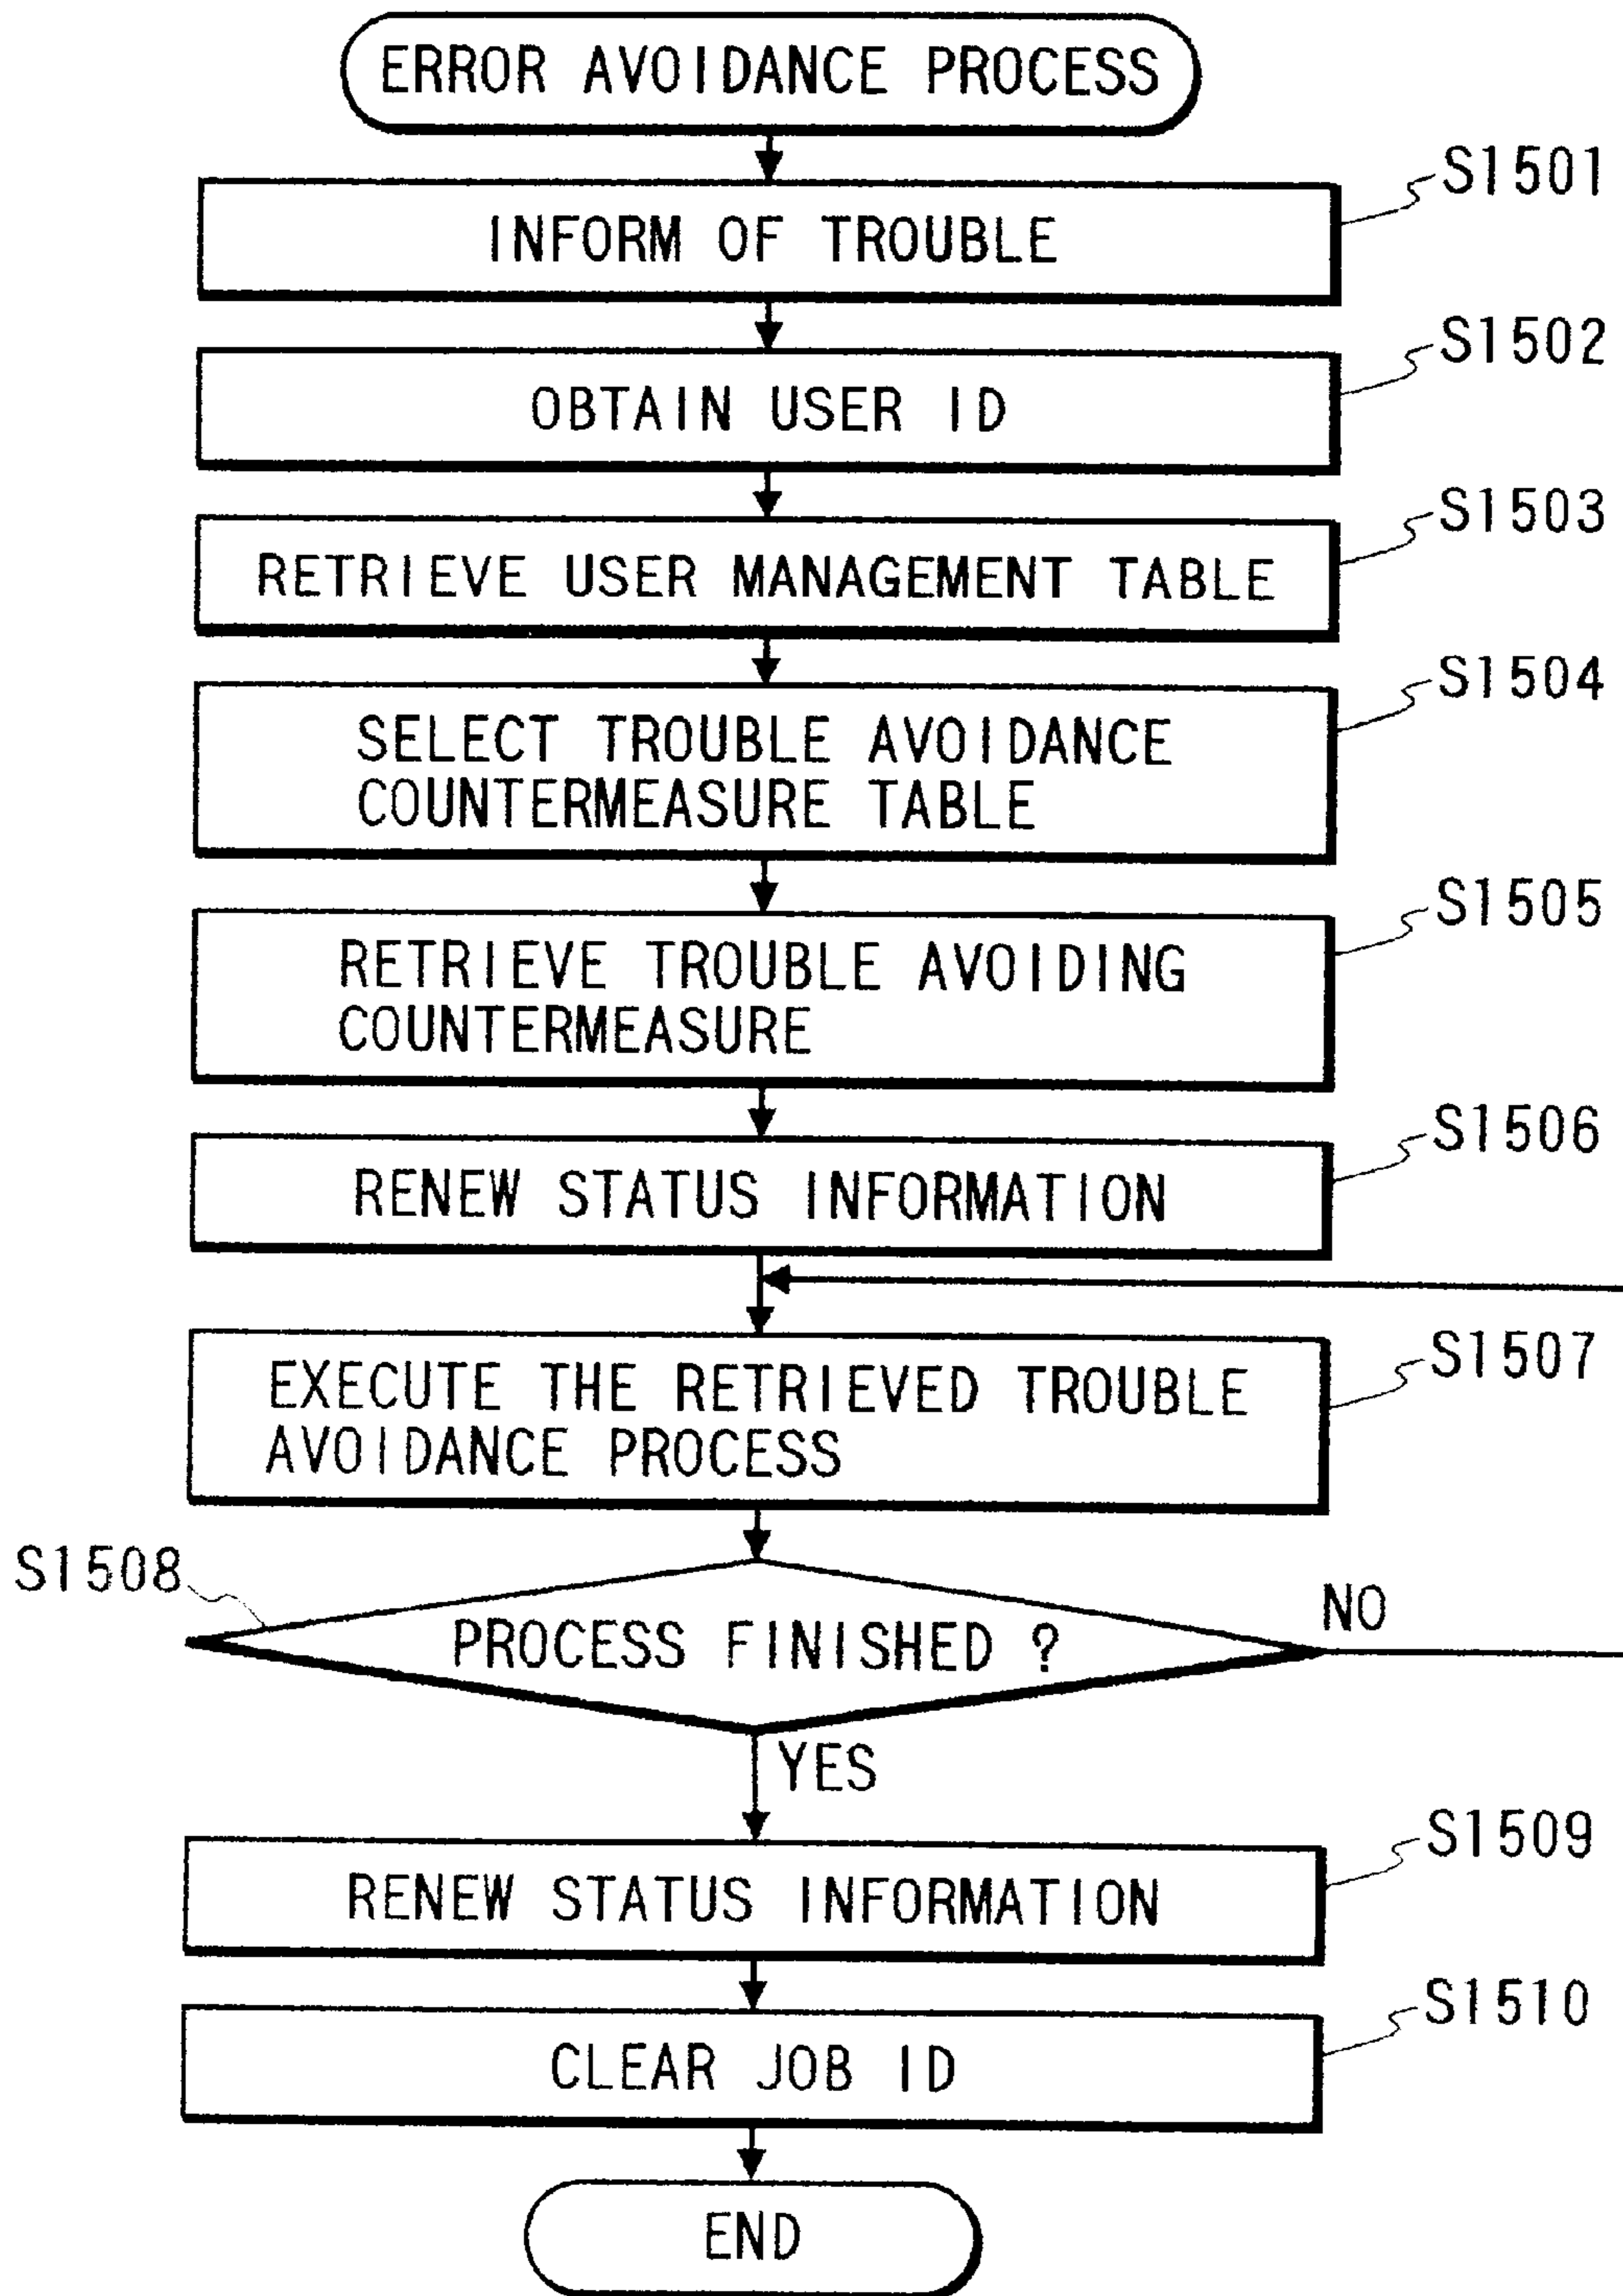 ERROR AVOIDANCE PROCESS
S1501
INFORM OF TROUBLE
S1502
OBTAIN USER ID
S1503
RETRIEVE USER MANAGEMENT TABLE
S1504
SELECT TROUBLE AVOIDANCE
COUNTERMEASURE TABLE
S1505
RETRIEVE TROUBLE AVOIDING
COUNTERMEASURE
S1506
RENEW STATUS INFORMATION
S1507
EXECUTE THE RETRIEVED TROUBLE
AVOIDANCE PROCESS
S1508
NO
PROCESS FINISHED ?
YES
S1509
RENEW STATUS INFORMATION
S1510
CLEAR JOB ID
END